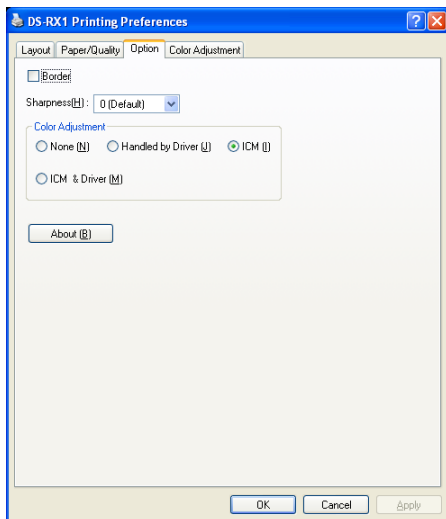 DS-RX1 Printing Preferences
Layout Paper/Quality Option Color Adjustment
Border
Sharpness(H) : 0 (Default)
Color Adjustment
None (N) Handled by Driver (J) ICM (I)
ICM & Driver (M)
About (B)
OK Cancel Apply